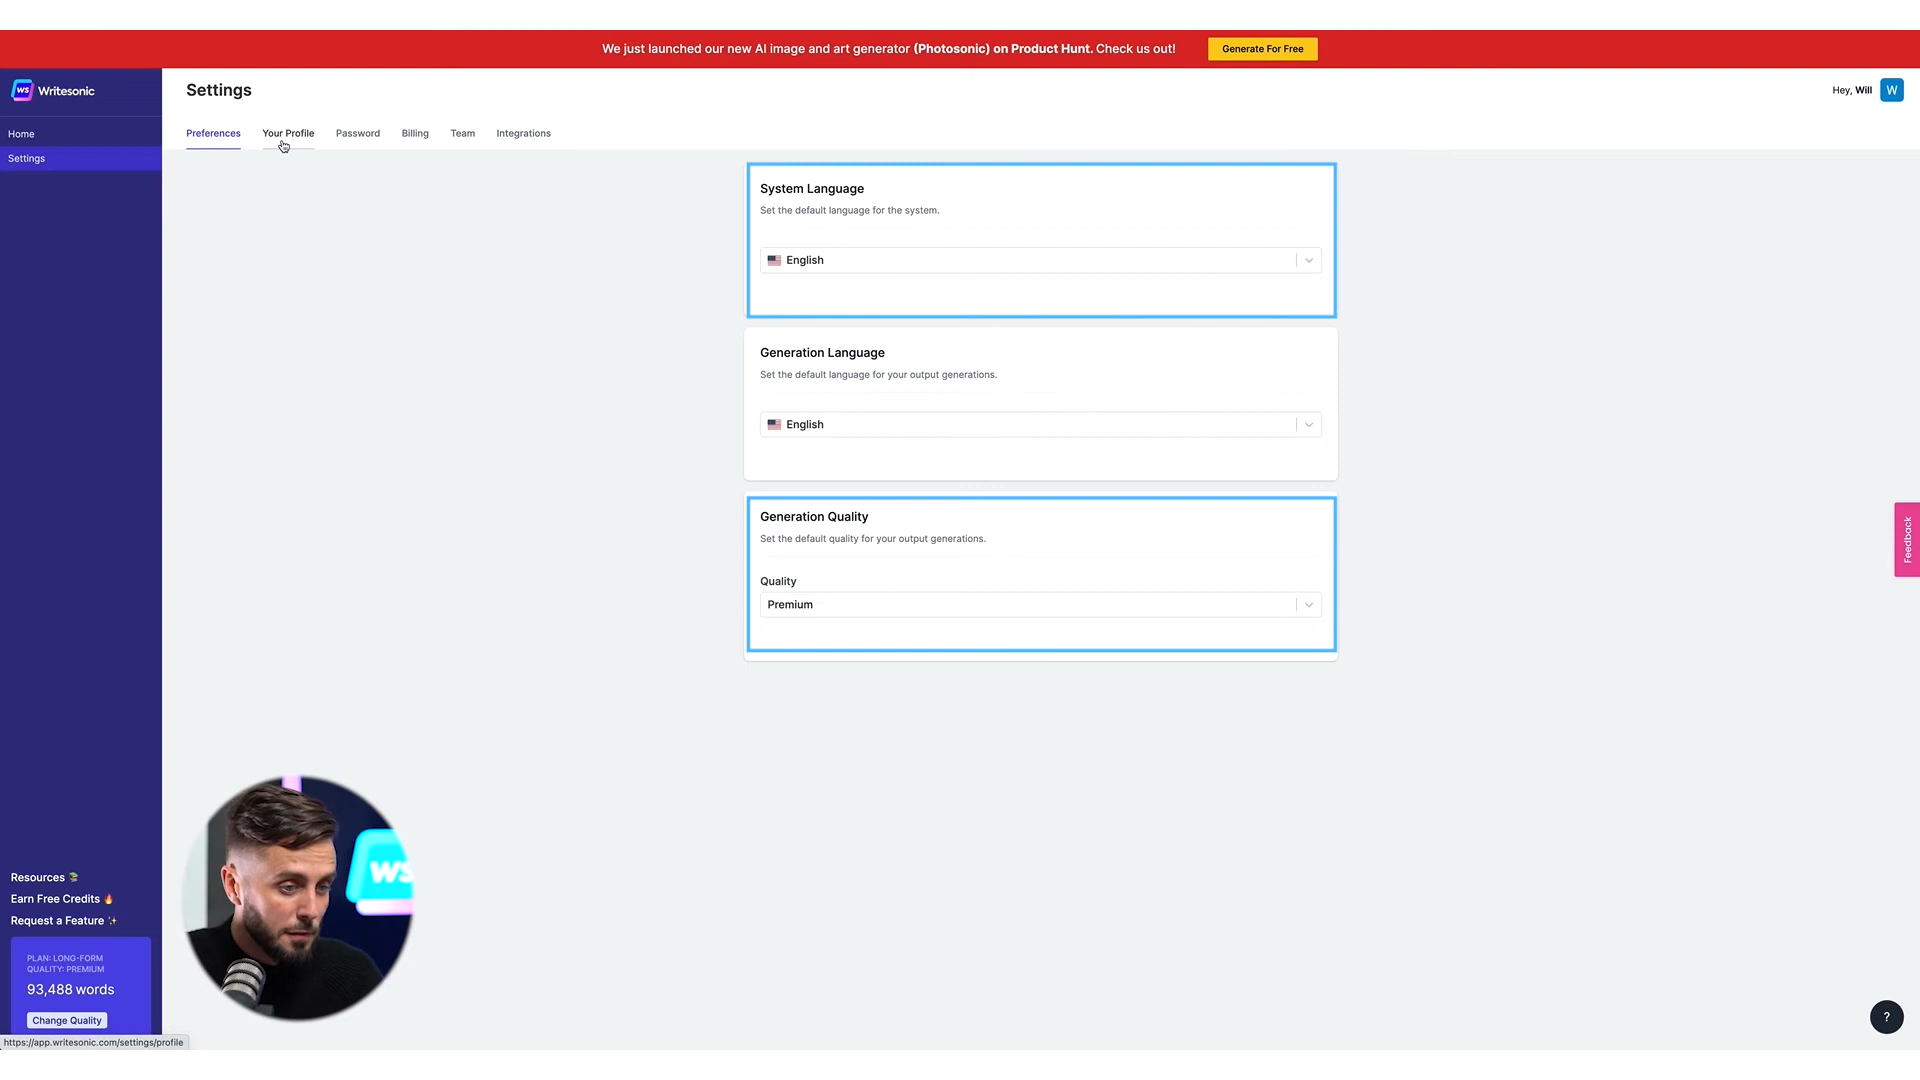 We just launched our new AI image and art generator (Photosonic) on Product Hunt. Check us out!
Generate For Free
WS Writesonic
Settings
Hey, Will
W
Home
Settings
Preferences
Your Profile
Password
Billing
Team
Integrations
System Language
Set the default language for the system.
English
Generation Language
Set the default language for your output generations.
English
Generation Quality
Set the default quality for your output generations.
Quality
Premium
Feedback
WS
Resources
Earn Free Credits
Request a Feature
PLAN: LONG-FORM
QUALITY: PREMIUM
93,488 words
Change Quality
?
https://app.writesonic.com/settings/profile